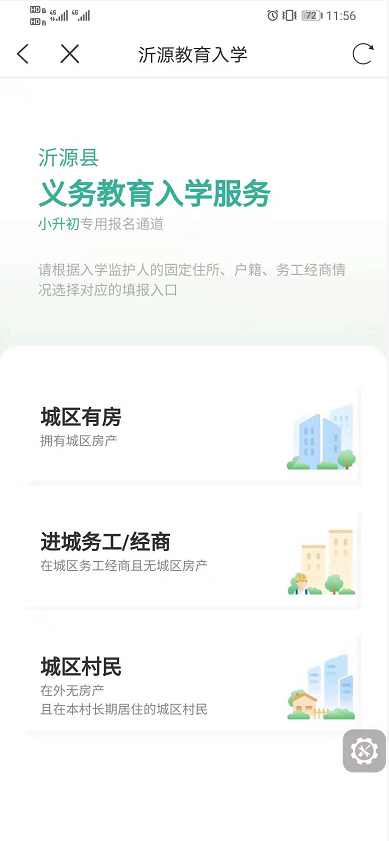 HD 4G 4G 72 11:56
HD
沂源教育入学
沂源县
义务教育入学服务
小升初专用报名通道
请根据入学监护人的固定住所、户籍、务工经商情
况选择对应的填报入口
城区有房
拥有城区房产
进城务工/经商
在城区务工经商且无城区房产
城区村民
在外无房产
且在本村长期居住的城区村民